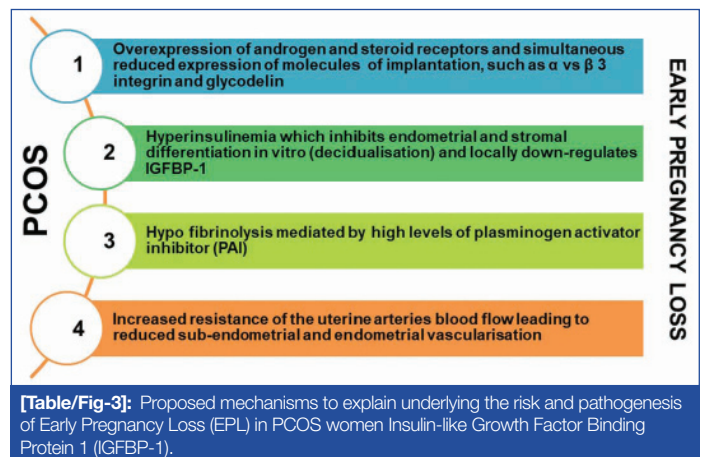 PCOS
1
Overexpression of androgen and steroid receptors and simultaneous
reduced expression of molecules of implantation, such as α vs β 3
integrin and glycodelin
2
Hyperinsulinemia which inhibits endometrial and stromal
differentiation in vitro (decidualisation) and locally down-regulates
IGFBP-1
3
Hypo fibrinolysis mediated by high levels of plasminogen activator
inhibitor (PAI)
4
Increased resistance of the uterine arteries blood flow leading to
reduced sub-endometrial and endometrial vascularisation
EARLY PREGNANCY LOSS
[Table/Fig-3]: Proposed mechanisms to explain underlying the risk and pathogenesis
of Early Pregnancy Loss (EPL) in PCOS women Insulin-like Growth Factor Binding
Protein 1 (IGFBP-1).